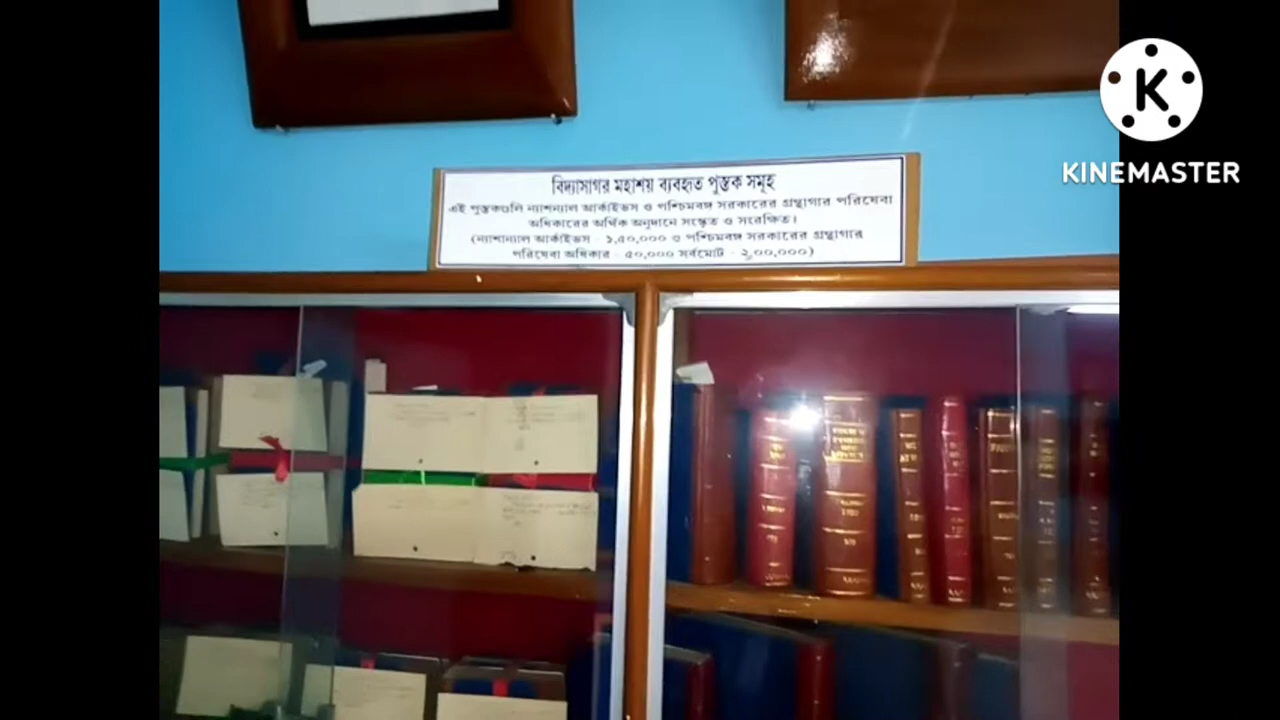 বিদ্যাসাগর মহাশয় ব্যবহৃত পুস্তক সমূহ
এই পুস্তকগুলি ন্যাশন্যাল আর্কাইভস ও পশ্চিমবঙ্গ সরকারের গ্রন্থাগার পরিষেবা
অধিকারের আর্থিক অনুদানে সংস্কৃত ও সংরক্ষিত।
(ন্যাশান্যাল আর্কাইভস - ১,৫০,০০০ ও পশ্চিমবঙ্গ সরকারের গ্রন্থাগার
পরিষেবা অধিকার - ৫০,০০০ সর্বমোট - ২,০০,০০০)
KINEMASTER